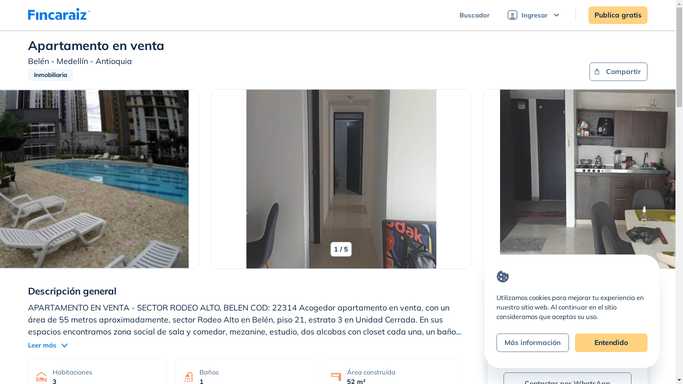 Fincaraiz
Buscador
Ingresar
Publica gratis
Apartamento en venta
Belén - Medellín - Antioquia
Inmobiliaria
Compartir
1 / 5
Descripción general
APARTAMENTO EN VENTA - SECTOR RODEO ALTO, BELEN COD: 22314 Acogedor apartamento en venta, con un
área de 55 metros aproximadamente, sector Rodeo Alto en Belén, piso 21, estrato 3 en Unidad Cerrada. En sus
espacios encontramos zona social de sala y comedor, mezanine, estudio, dos alcobas con closet cada una, un baño...
Leer más
Habitaciones
3
Baños
1
Área construida
52 m²
Utilizamos cookies para mejorar tu experiencia en
nuestro sitio web. Al continuar en el sitio
consideramos que aceptas su uso.
Más información
Entendido
Contactar por WhatsApp